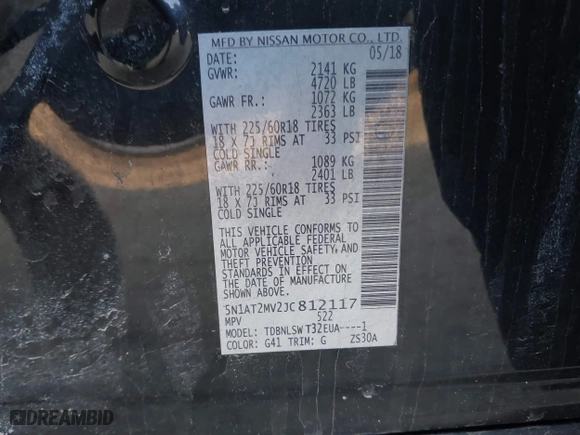 MFD BY NISSAN MOTOR CO., LTD.
DATE: 05/18
GVWR: 2141 KG
4720 LB
GAWR FR.: 1072 KG
2363 LB
WITH 225/60R18 TIRES
18 X 7J RIMS AT 33 PSI
COLD SINGLE
GAWR RR.: 1089 KG
2401 LB
WITH 225/60R18 TIRES
18 X 7J RIMS AT 33 PSI
COLD SINGLE
THIS VEHICLE CONFORMS TO
ALL APPLICABLE FEDERAL
MOTOR VEHICLE SAFETY, AND
THEFT PREVENTION
STANDARDS IN EFFECT ON
THE DATE OF MANUFACTURE
SHOWN ABOVE.
5N1AT2MV2JC812117
MPV 522
MODEL: TDBNLSW T32EUA----1
COLOR: G41 TRIM: G ZS30A
DREAMBID